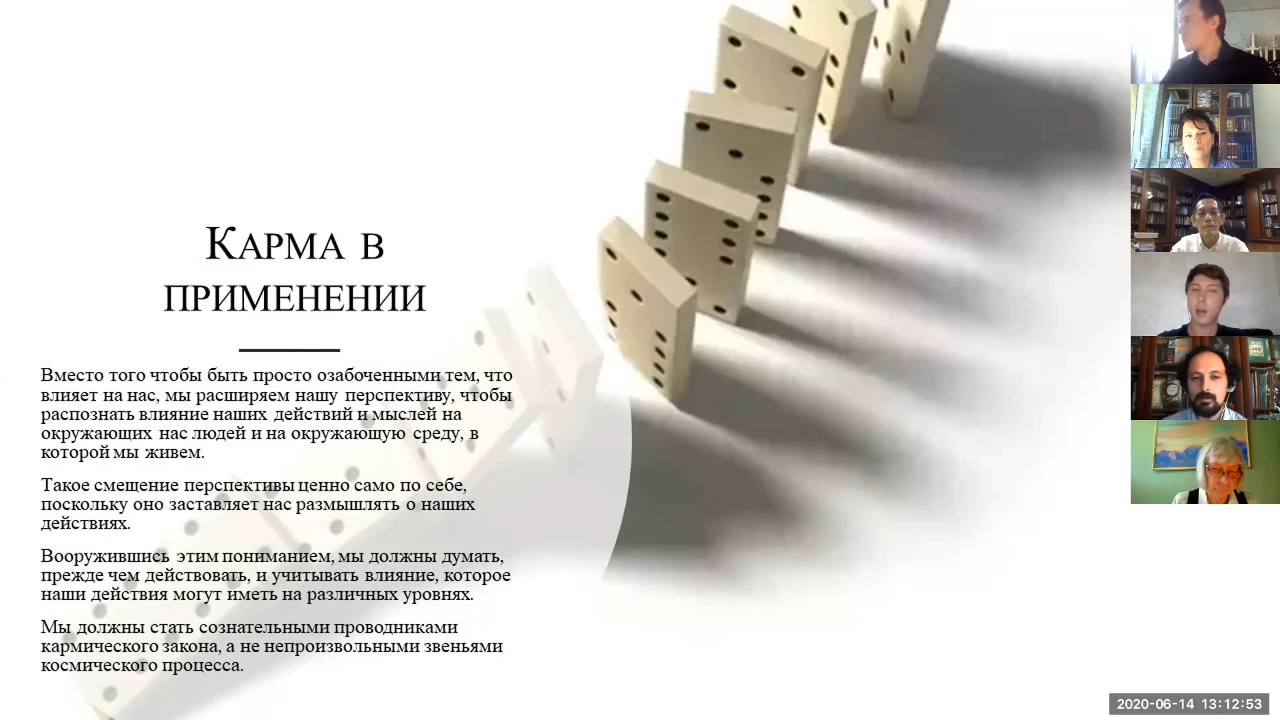 Карма в
применении
Вместо того чтобы быть просто озабоченными тем, что
влияет на нас, мы расширяем нашу перспективу, чтобы
распознать влияние наших действий и мыслей на
окружающих нас людей и на окружающую среду, в
которой мы живем.
Такое смещение перспективы ценно само по себе,
поскольку оно заставляет нас размышлять о наших
действиях.
Вооружившись этим пониманием, мы должны думать,
прежде чем действовать, и учитывать влияние, которое
наши действия могут иметь на различных уровнях.
Мы должны стать сознательными проводниками
кармического закона, а не непроизвольными звеньями
космического процесса.
2020-06-14 13:12:53